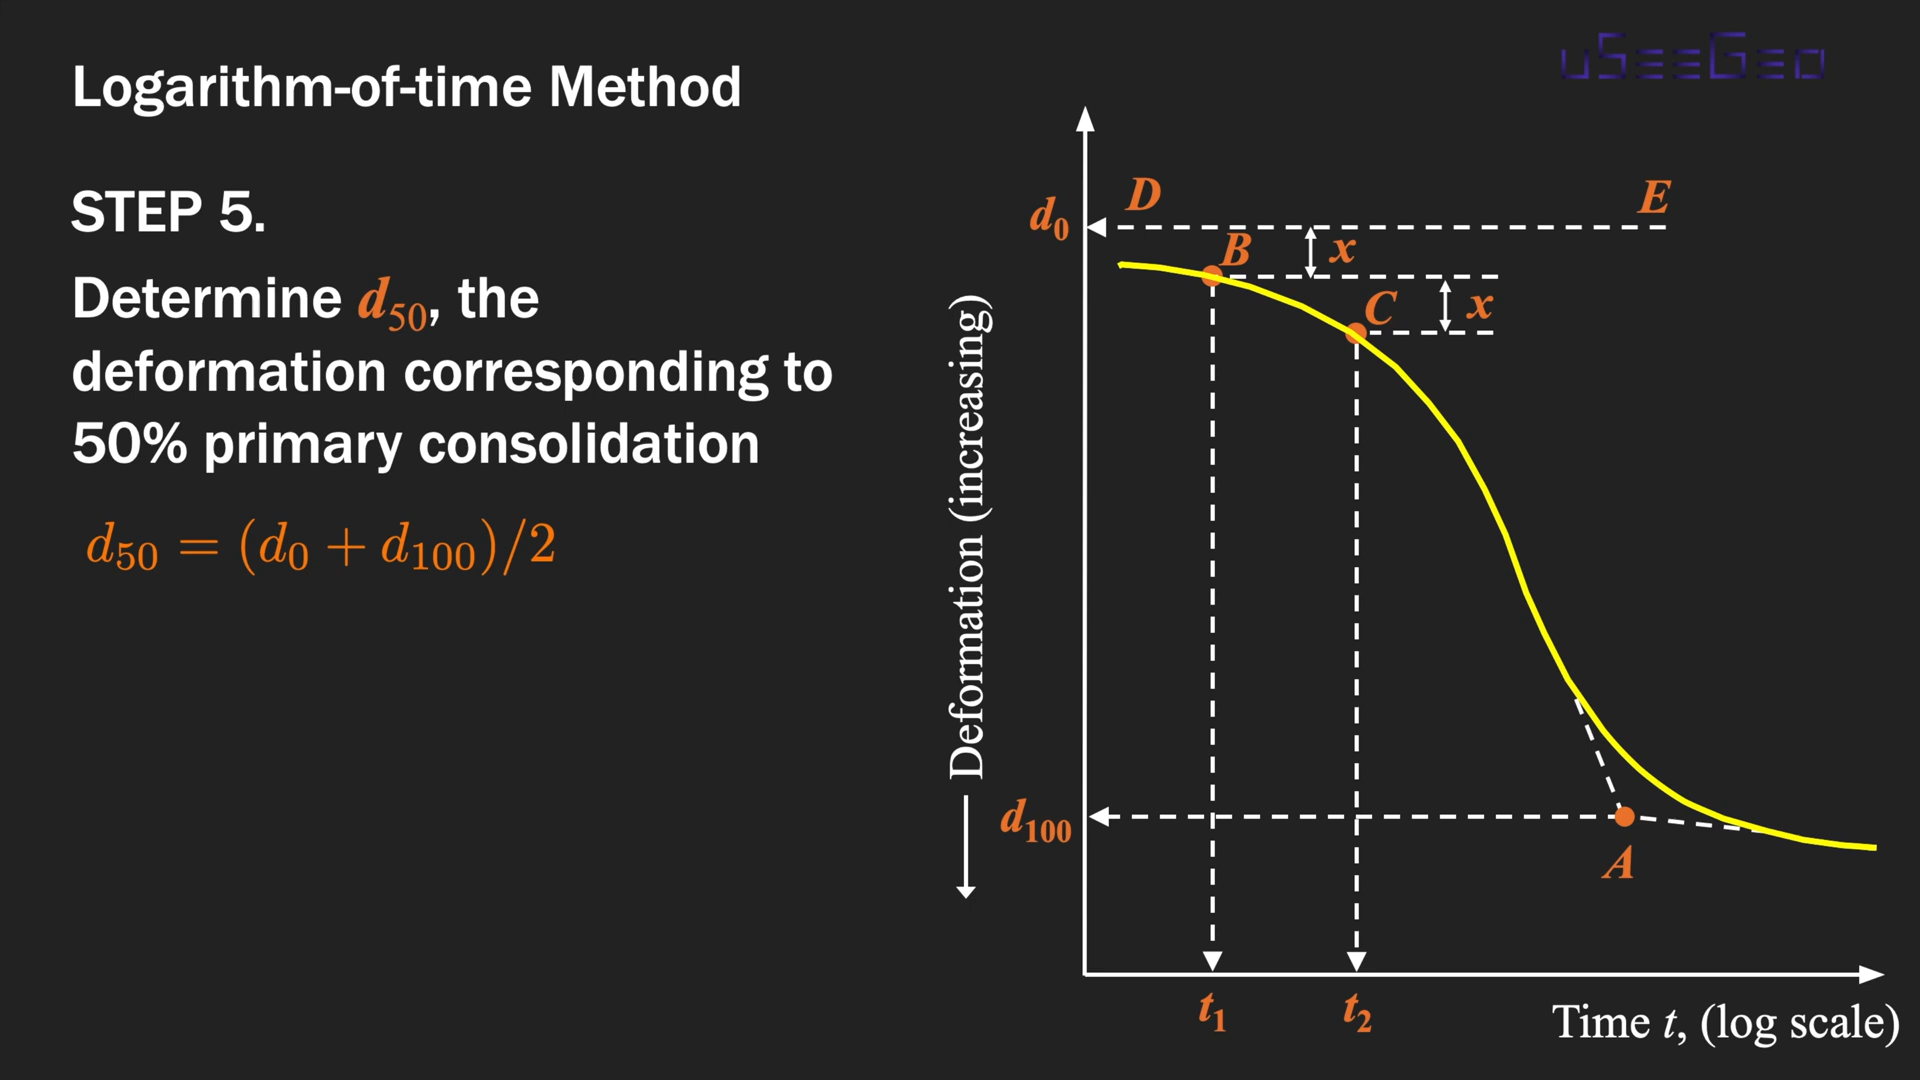 uSeeGeo
Logarithm-of-time Method
STEP 5.
Determine d50, the
deformation corresponding to
50% primary consolidation
d50 = (d0 + d100)/2
Deformation (increasing)
d0
D
E
B
x
C
x
d100
A
t1
t2
Time t, (log scale)